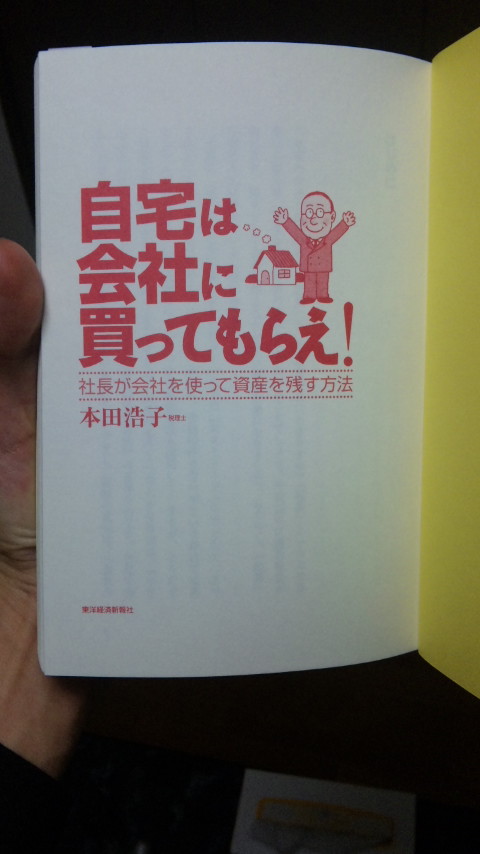 自宅は
会社に
買ってもらえ!
社長が会社を使って資産を残す方法
本田浩子 税理士
東洋経済新報社